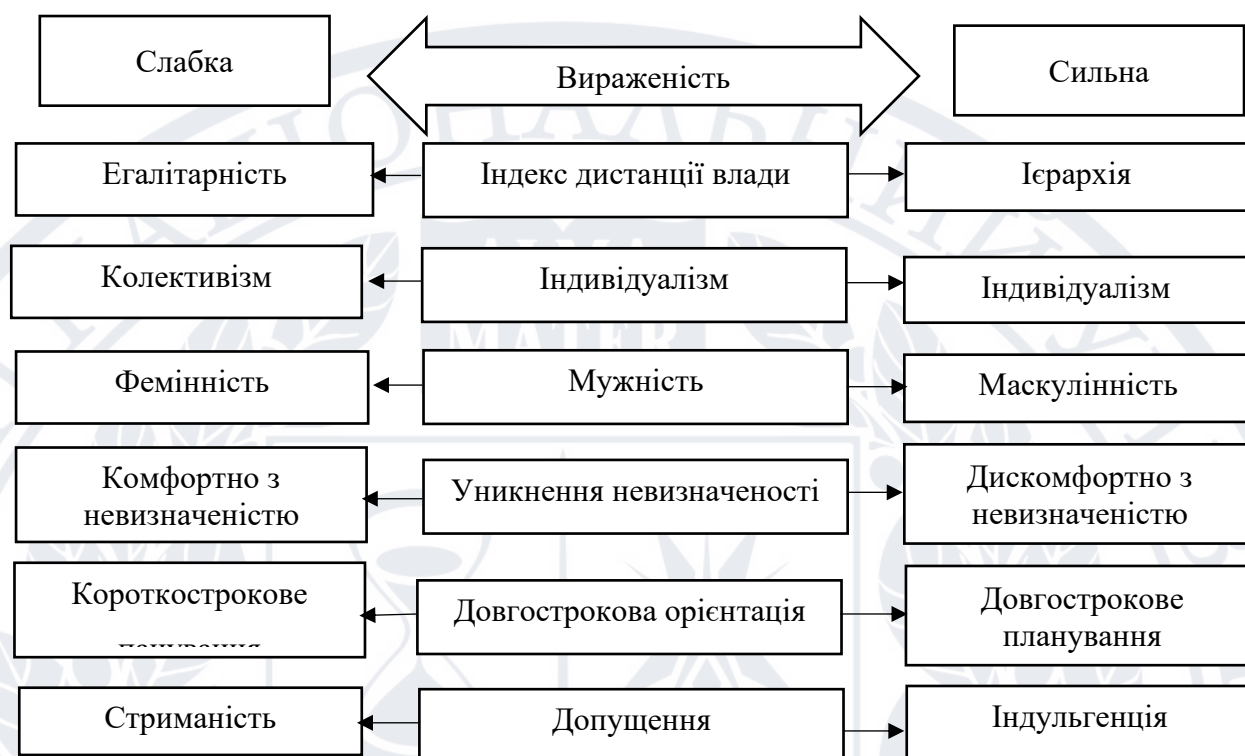 Слабка
Вираженість
Сильна
Егалітарність
Індекс дистанції влади
Ієрархія
Колективізм
Індивідуалізм
Індивідуалізм
Фемінність
Мужність
Маскулінність
Комфортно з
невизначеністю
Уникнення невизначеності
Дискомфортно з
невизначеністю
Короткострокове
Довгострокова орієнтація
Довгострокове
планування
Стриманість
Допущення
Індульгенція